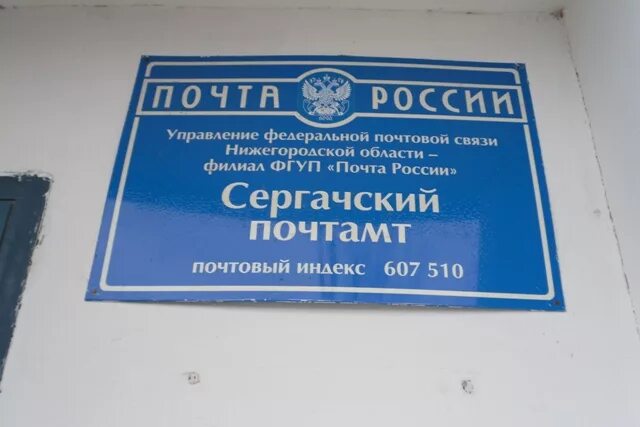 ПОЧТА РОССИИ
Управление федеральной почтовой связи
Нижегородской области –
филиал ФГУП «Почта России»
Сергачский
почтамт
почтовый индекс 607 510